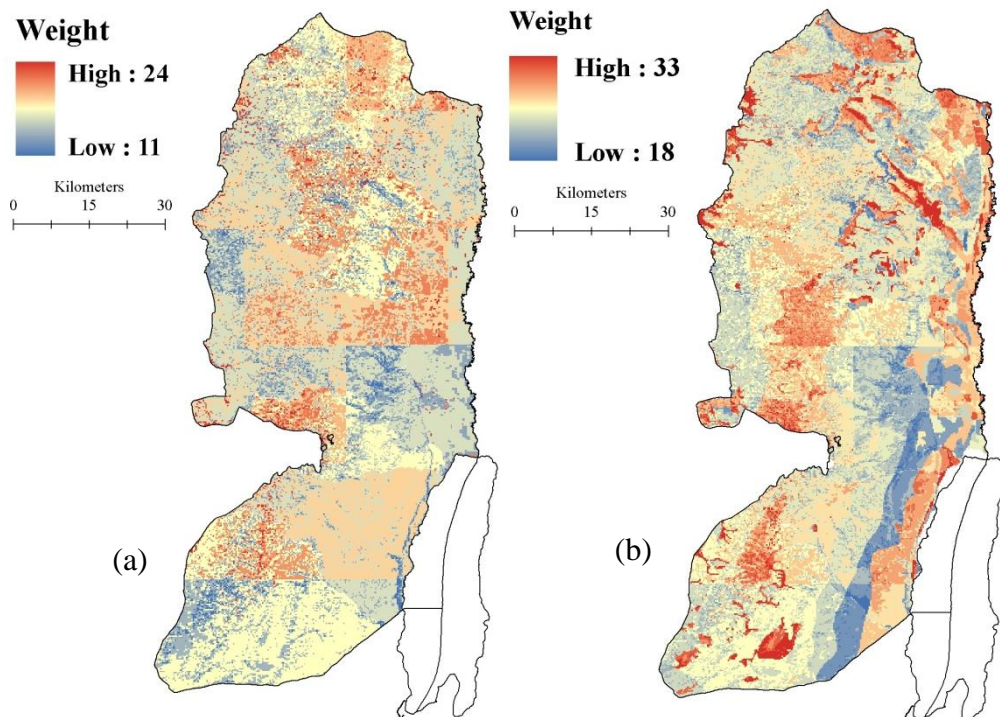 Weight
High : 24
Low : 11
Kilometers
0 15 30
(a)
Weight
High : 33
Low : 18
Kilometers
0 15 30
(b)